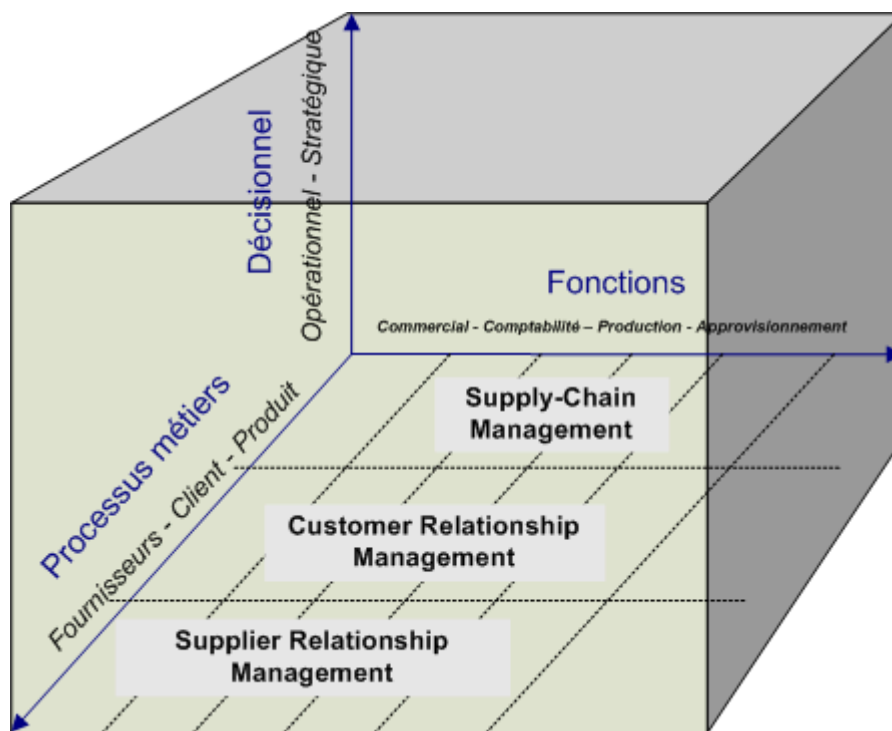 Décisionnel
Opérationnel - Stratégique
Fonctions
Commercial - Comptabilité – Production - Approvisionnement
Processus métiers
Fournisseurs - Client - Produit
Supply-Chain
Management
Customer Relationship
Management
Supplier Relationship
Management